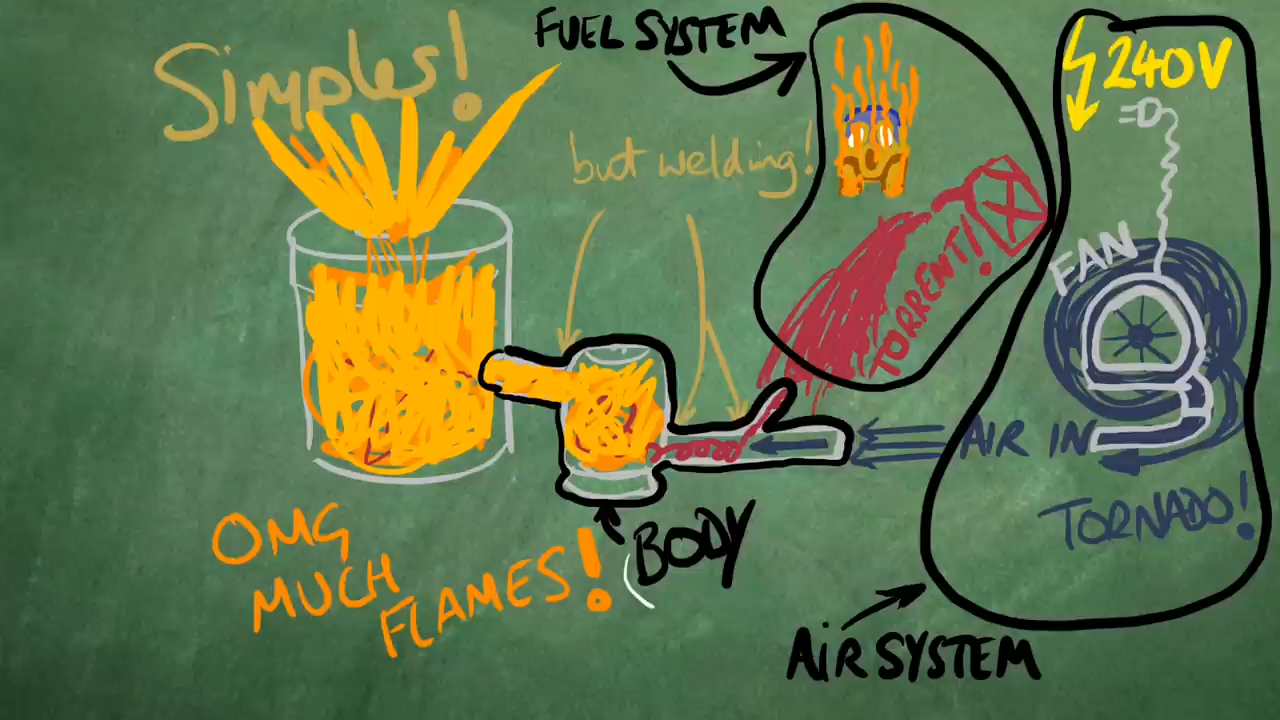 Simples!
FUEL SYSTEM
240V
but welding!
TORRENT!
FAN
AIR IN
TORNADO!
OMG
MUCH
FLAMES!
BODY
AIR SYSTEM